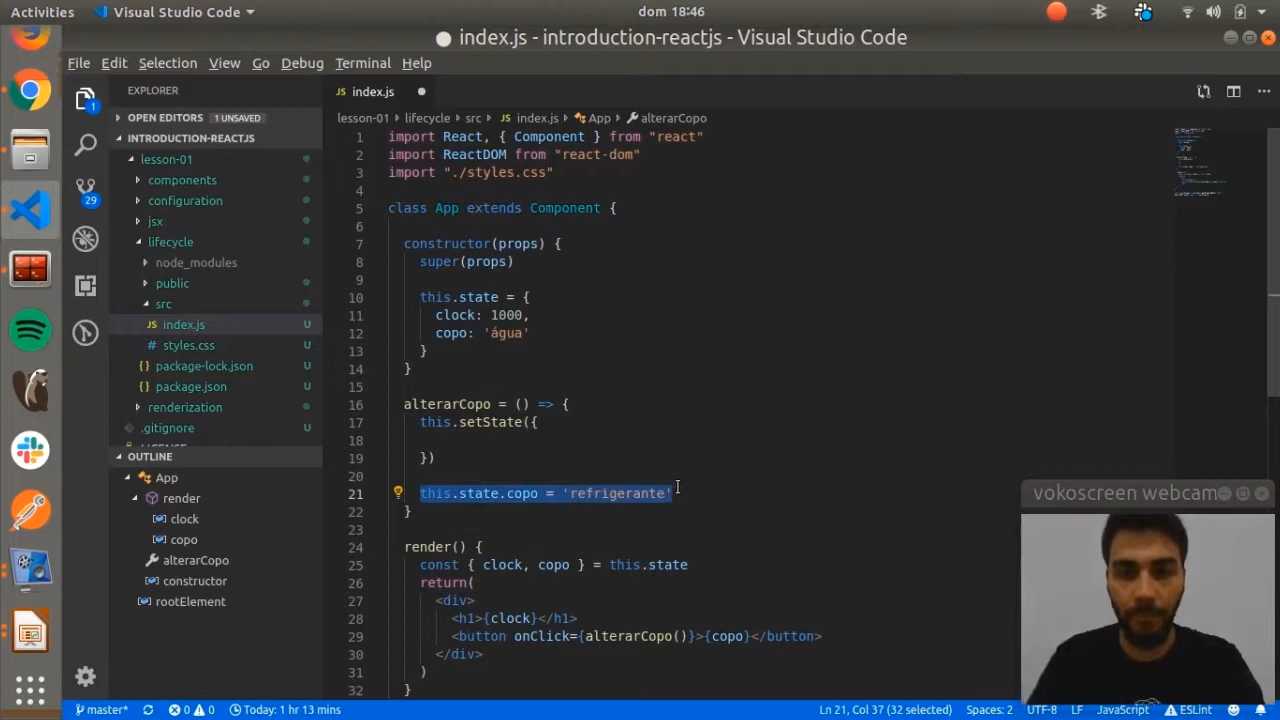 Activities
Visual Studio Code
dom 18:46
index.js - introduction-reactjs - Visual Studio Code
File Edit Selection View Go Debug Terminal Help
EXPLORER
JS index.js
OPEN EDITORS 1 UNSAVED
INTRODUCTION-REACTJS
lesson-01
components
configuration
jsx
lifecycle
node_modules
public
src
JS index.js U
# styles.css U
{} package-lock.json U
{} package.json U
renderization
.gitignore U
OUTLINE
App
render
clock
copo
alterarCopo
constructor
rootElement
1
29
lesson-01 lifecycle src JS index.js App alterarCopo
1 import React, { Component } from "react"
2 import ReactDOM from "react-dom"
3 import "./styles.css"
4
5 class App extends Component {
6
7 constructor(props) {
8 super(props)
9
10 this.state = {
11 clock: 1000,
12 copo: 'água'
13 }
14 }
15
16 alterarCopo = () => {
17 this.setState({
18
19 })
20
21 this.state.copo = 'refrigerante'
22 }
23
24 render() {
25 const { clock, copo } = this.state
26 return(
27 <div>
28 <h1>{clock}</h1>
29 <button onClick={alterarCopo()}>{copo}</button>
30 </div>
31 )
32 }
vokoscreen webcam
master* 0 0 Today: 1 hr 13 mins
Ln 21, Col 37 (32 selected) Spaces: 2 UTF-8 LF JavaScript ESLint